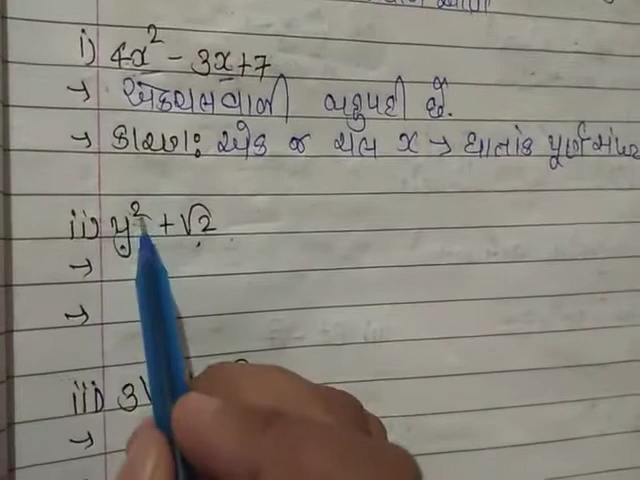 i) 4x² - 3x + 7
→ એકચલવાળી બહુપદી છે.
→ કારણ: એક જ ચલ x → ઘાતાંક પૂર્ણ
ii) y² + √2
→
→
iii) 3√
→